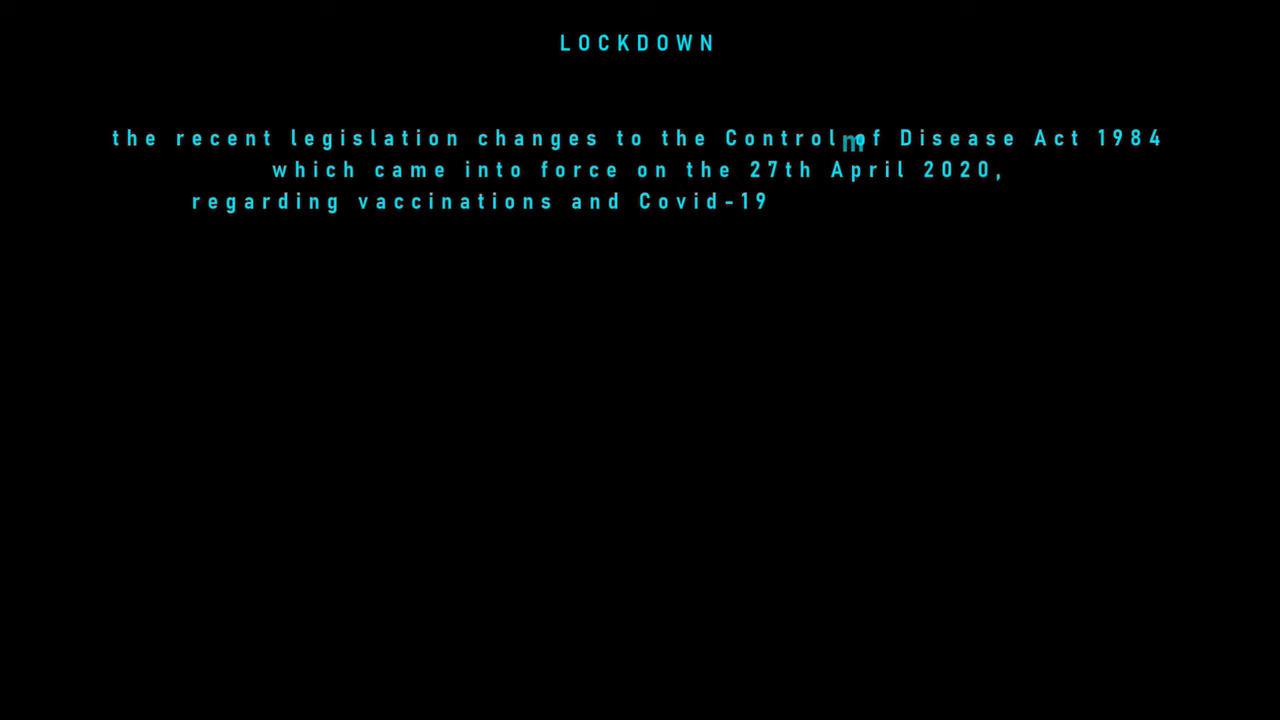 LOCKDOWN
the recent legislation changes to the Control of Disease Act 1984
which came into force on the 27th April 2020,
regarding vaccinations and Covid-19
m